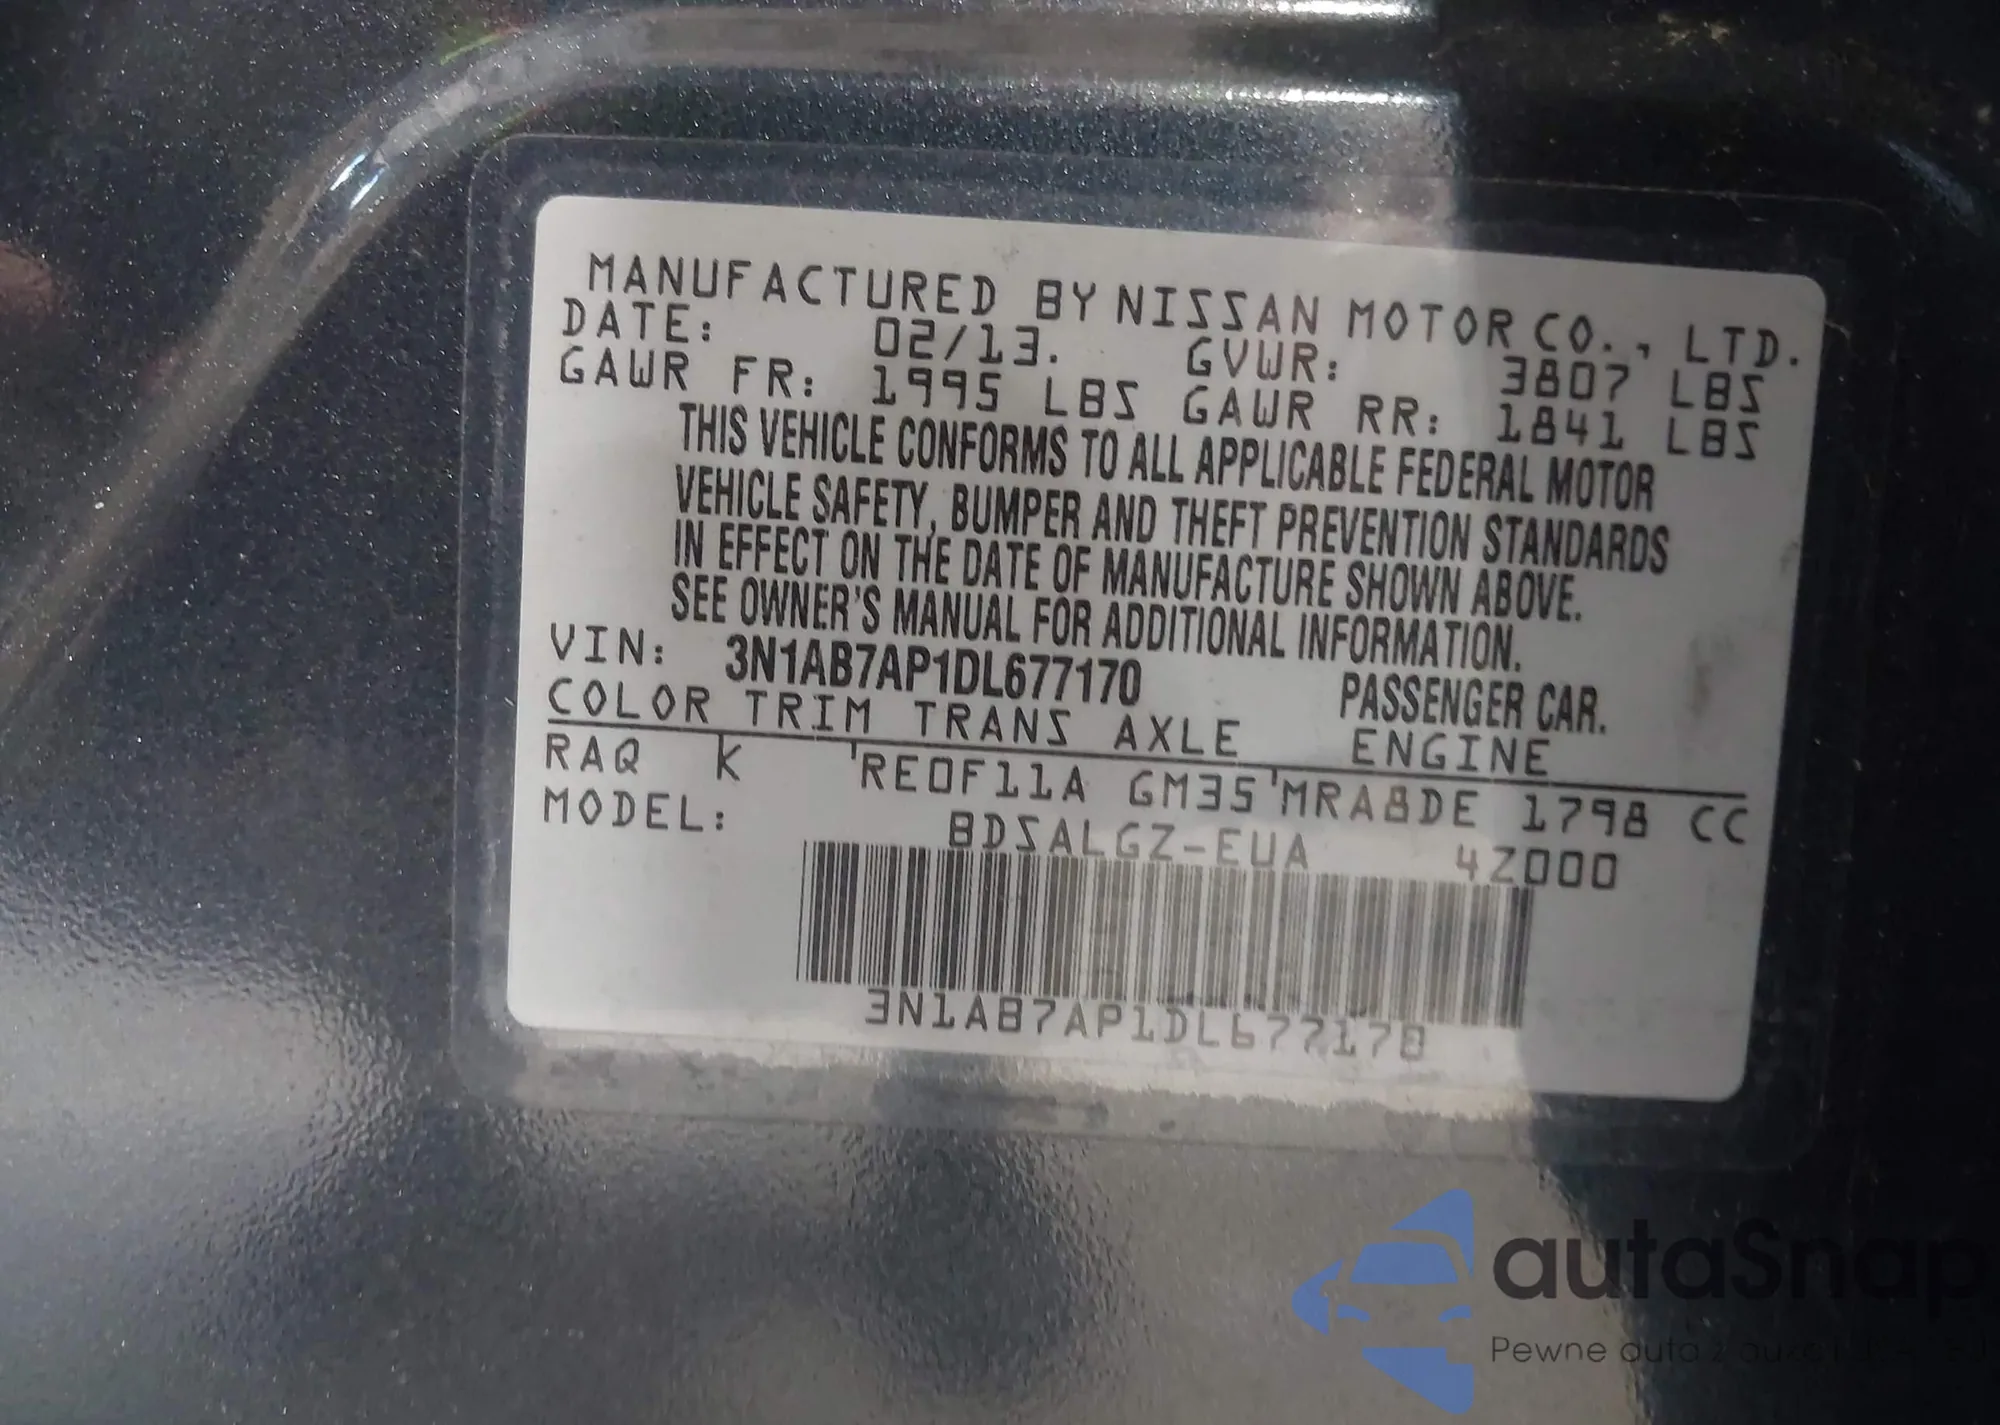 MANUFACTURED BY NISSAN MOTOR CO., LTD.
DATE: 02/13. GVWR: 3807 LBS
GAWR FR: 1995 LBS GAWR RR: 1841 LBS
THIS VEHICLE CONFORMS TO ALL APPLICABLE FEDERAL MOTOR
VEHICLE SAFETY, BUMPER AND THEFT PREVENTION STANDARDS
IN EFFECT ON THE DATE OF MANUFACTURE SHOWN ABOVE.
SEE OWNER'S MANUAL FOR ADDITIONAL INFORMATION.
VIN: 3N1AB7AP1DL677170 PASSENGER CAR.
COLOR TRIM TRANS AXLE ENGINE
RAQ K 'RE0F11A GM35'MRA8DE 1798 CC
MODEL: BDSALGZ-EUA 4Z000
3N1AB7AP1DL677170
autaSnap
Pewne auta z